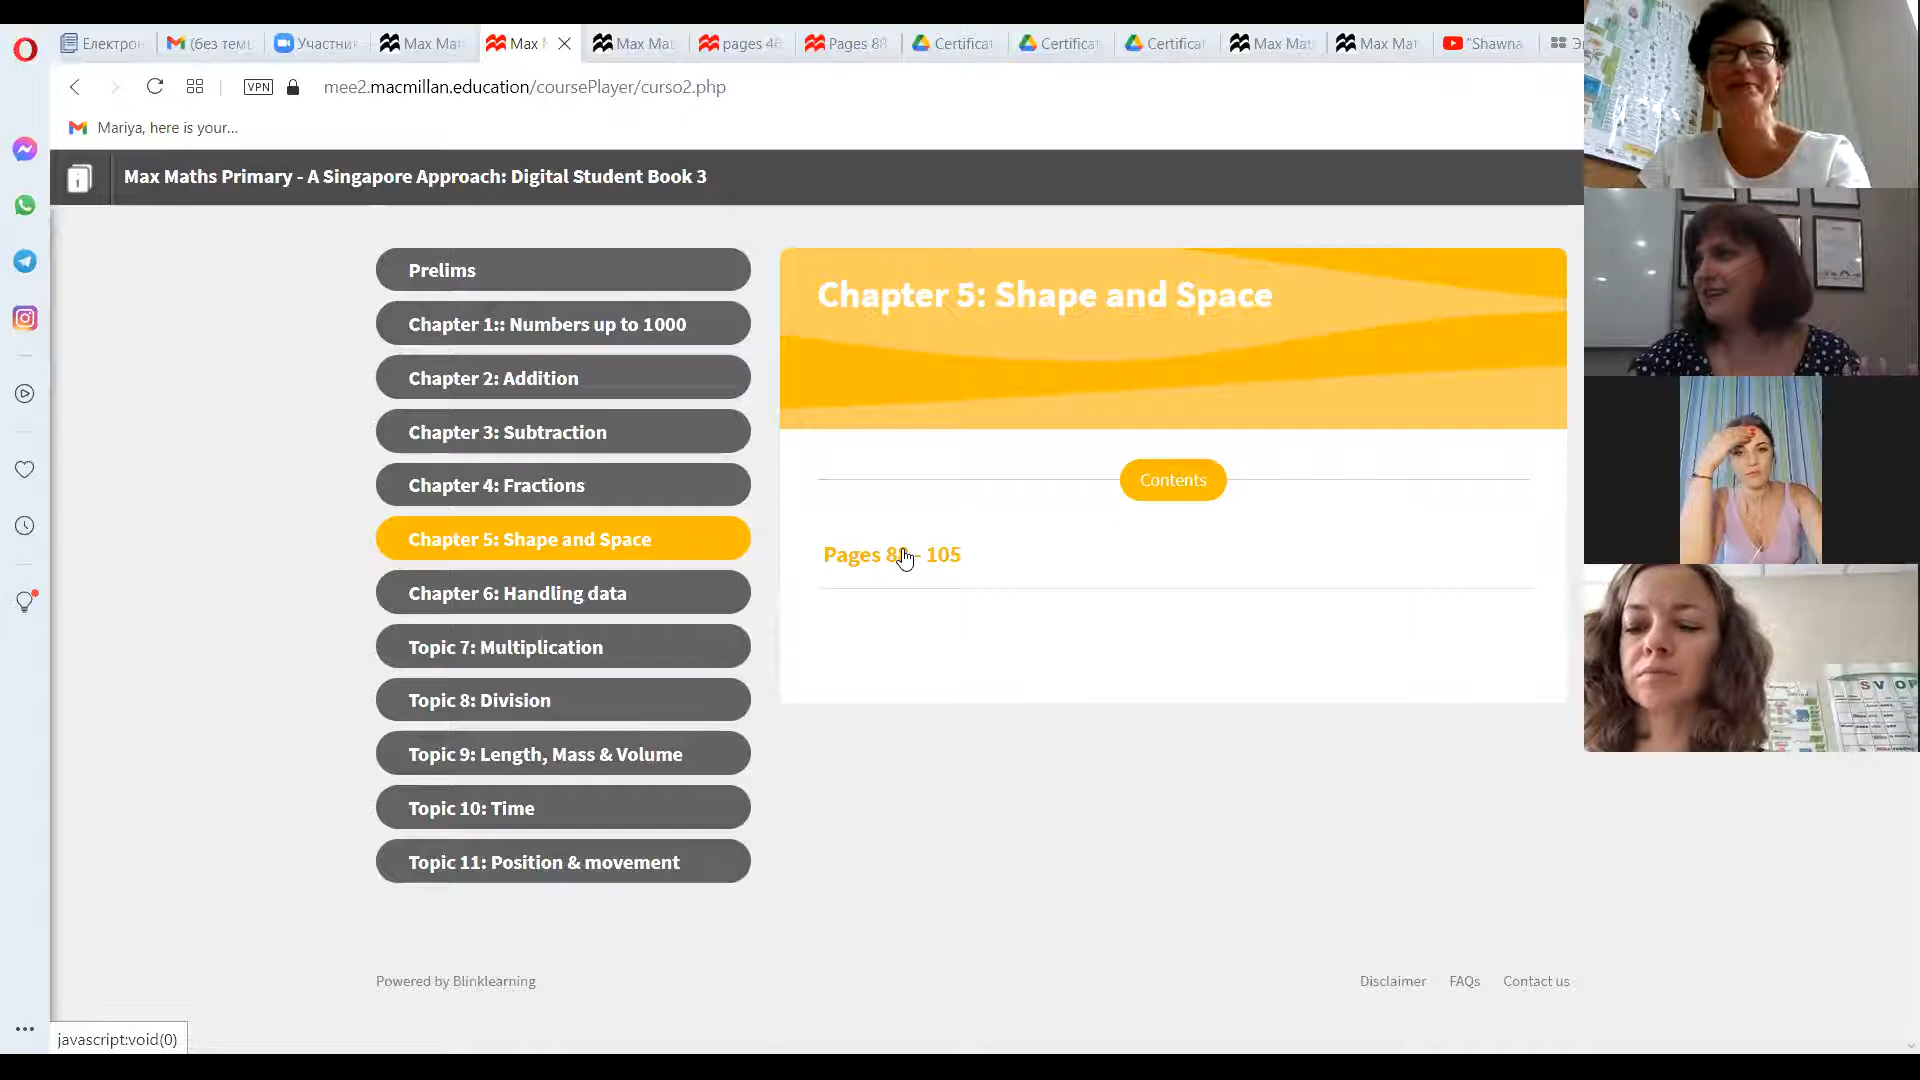 Електрон
(без тем
Участни
Max Mat
Max
Max Mat
pages 46
Pages 88
Certificat
Certificat
Certificat
Max Mat
Max Mat
"Shawna
VPN
mee2.macmillan.education/coursePlayer/curso2.php
Mariya, here is your...
Max Maths Primary - A Singapore Approach: Digital Student Book 3
Prelims
Chapter 1:: Numbers up to 1000
Chapter 2: Addition
Chapter 3: Subtraction
Chapter 4: Fractions
Chapter 5: Shape and Space
Chapter 6: Handling data
Topic 7: Multiplication
Topic 8: Division
Topic 9: Length, Mass & Volume
Topic 10: Time
Topic 11: Position & movement
Chapter 5: Shape and Space
Contents
Pages 88 - 105
Powered by Blinklearning
Disclaimer
FAQs
Contact us
javascript:void(0)
S V O P